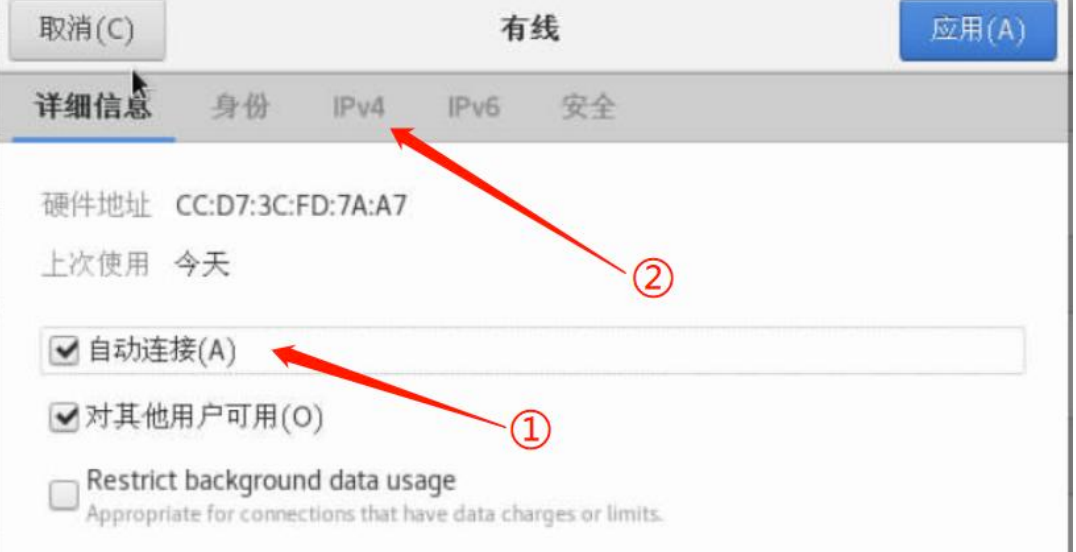 取消(C) 有线 应用(A)
详细信息 身份 IPv4 IPv6 安全
硬件地址 CC:D7:3C:FD:7A:A7
上次使用 今天
②
自动连接(A)
对其他用户可用(O)
①
Restrict background data usage
Appropriate for connections that have data charges or limits.